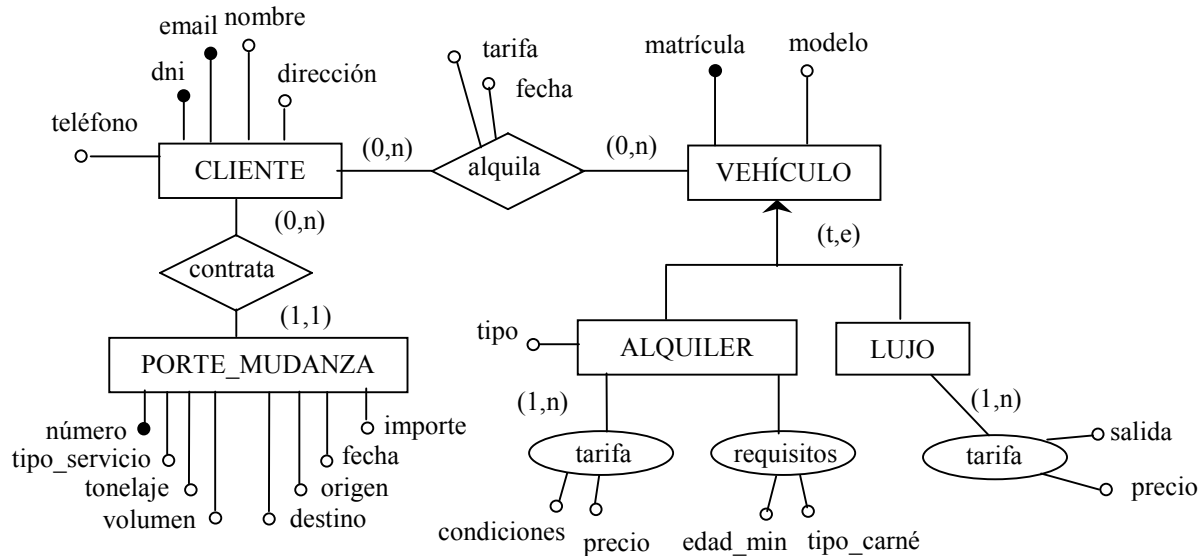 email
nombre
dni
dirección
teléfono
CLIENTE
(0,n)
tarifa
fecha
alquila
(0,n)
matrícula
modelo
VEHÍCULO
(0,n)
contrata
(1,1)
PORTE_MUDANZA
número
tipo_servicio
tonelaje
volumen
destino
origen
fecha
importe
(t,e)
tipo
ALQUILER
LUJO
(1,n)
tarifa
condiciones
precio
requisitos
edad_min
tipo_carné
(1,n)
tarifa
salida
precio